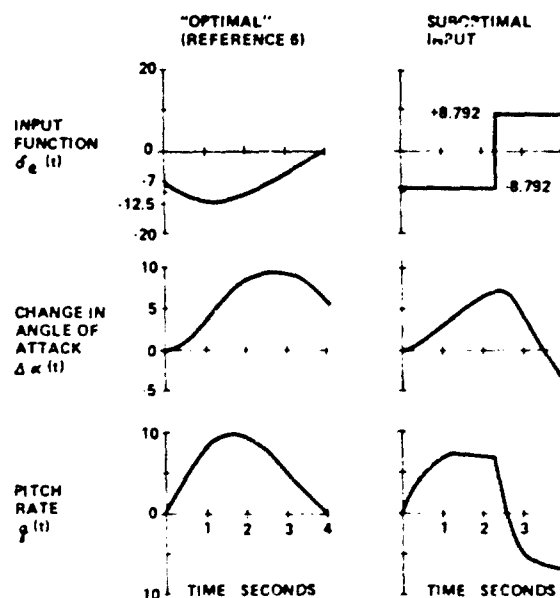 "OPTIMAL"
(REFERENCE 6)
SUBOPTIMAL
INPUT
INPUT
FUNCTION
δe (t)
20
0
-7
-12.5
-20
+8.792
-8.792
CHANGE IN
ANGLE OF
ATTACK
Δ α (t)
10
5
0
-5
PITCH
RATE
q (t)
10
0
10
1
2
3
4
1
2
3
TIME SECONDS
TIME SECONDS